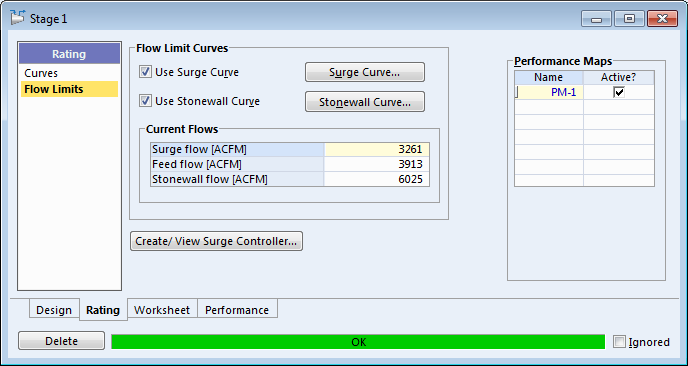 Stage 1
Rating
Curves
Flow Limits
Flow Limit Curves
Use Surge Curve
Surge Curve...
Use Stonewall Curve
Stonewall Curve...
Current Flows
Surge flow [ACFM] 3261
Feed flow [ACFM] 3913
Stonewall flow [ACFM] 6025
Create/ View Surge Controller...
Performance Maps
Name Active?
PM-1
Design Rating Worksheet Performance
Delete OK Ignored